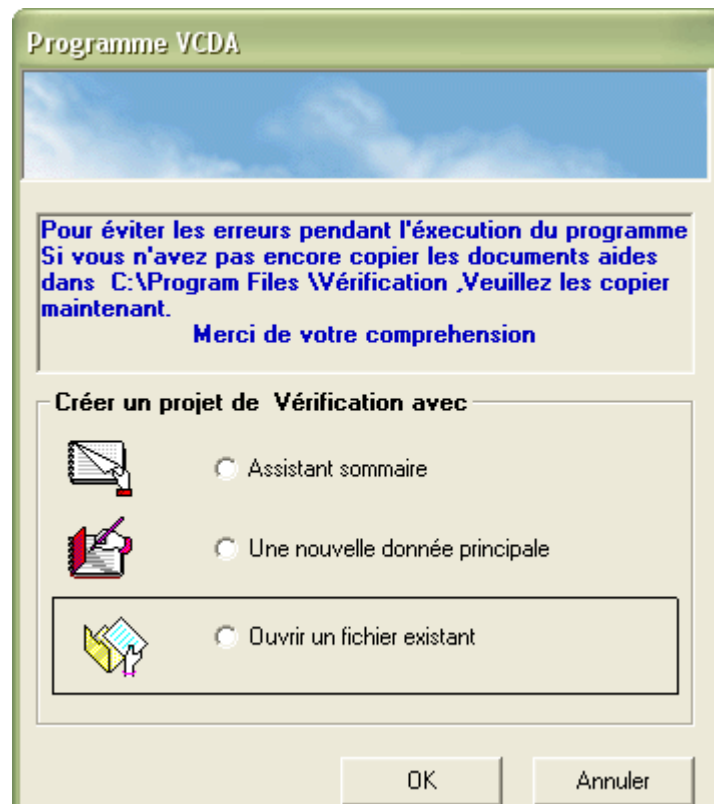 Programme VCDA
Pour éviter les erreurs pendant l'éxecution du programme
Si vous n'avez pas encore copier les documents aides
dans C:\Program Files \Vérification ,Veuillez les copier
maintenant.
Merci de votre comprehension
Créer un projet de Vérification avec
Assistant sommaire
Une nouvelle donnée principale
Ouvrir un fichier existant
OK
Annuler